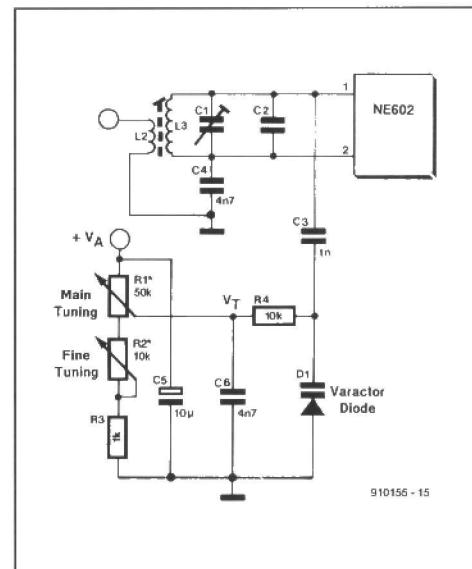 1
C1
C2
NE602
L2
L3
2
C4
4n7
C3
1n
+ VA
R1*
50k
Main
Tuning
VT
R4
10k
R2*
10k
Fine
Tuning
C5
10µ
C6
4n7
D1
Varactor
Diode
R3
1k
910155 - 15